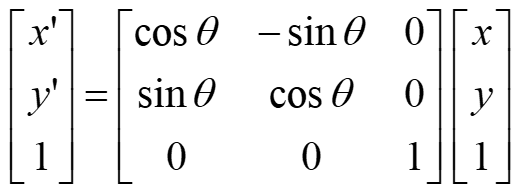 x' cos θ − sin θ 0 x
y' = sin θ cos θ 0 y
1 0 0 1 1